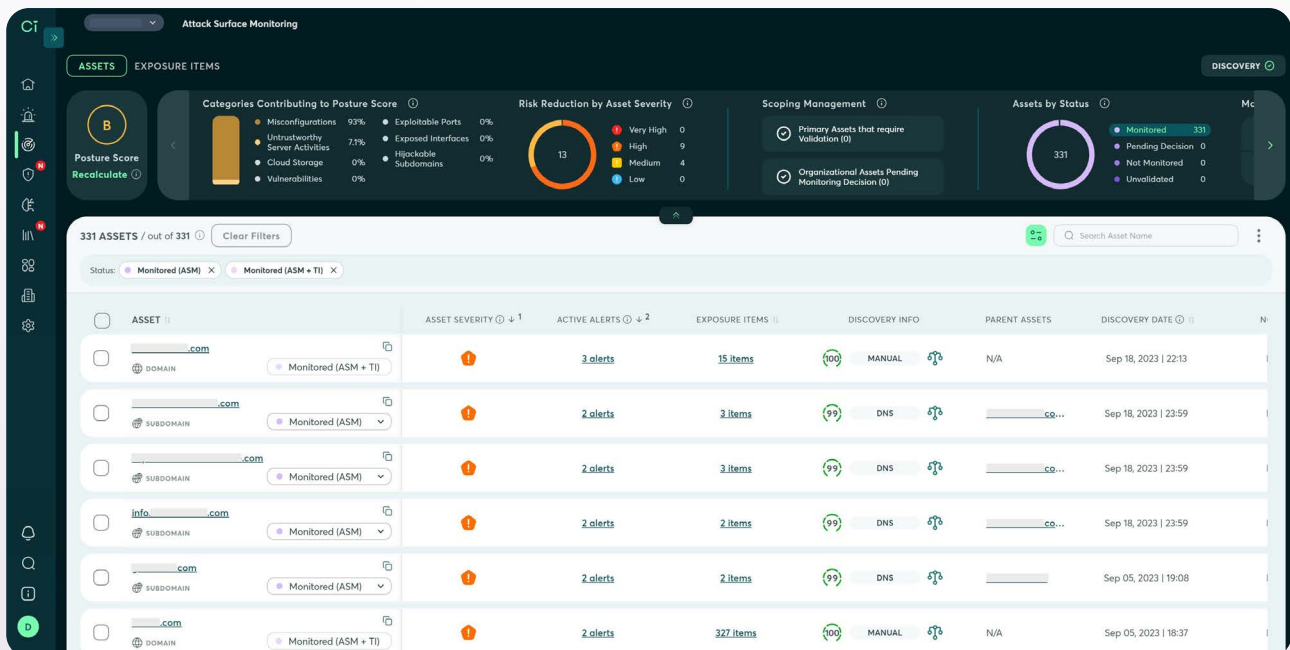 Ci
Attack Surface Monitoring
ASSETS
EXPOSURE ITEMS
DISCOVERY
B
Posture Score
Recalculate
Categories Contributing to Posture Score
Misconfigurations 93%
Untrustworthy
Server Activities 7.1%
Cloud Storage 0%
Vulnerabilities 0%
Exploitable Ports 0%
Exposed Interfaces 0%
Hijackable
Subdomains 0%
Risk Reduction by Asset Severity
13
Very High 0
High 9
Medium 4
Low 0
Scoping Management
Primary Assets that require
Validation (0)
Organizational Assets Pending
Monitoring Decision (0)
Assets by Status
331
Monitored 331
Pending Decision 0
Not Monitored 0
Unvalidated 0
Mo
N
N
331 ASSETS / out of 331
Clear Filters
Search Asset Name
Status:
Monitored (ASM) X
Monitored (ASM + TI) X
ASSET
ASSET SEVERITY 1
ACTIVE ALERTS 2
EXPOSURE ITEMS
DISCOVERY INFO
PARENT ASSETS
DISCOVERY DATE
.com
DOMAIN
Monitored (ASM + TI)
3 alerts
15 items
100
MANUAL
N/A
Sep 18, 2023 | 22:13
.com
SUBDOMAIN
Monitored (ASM)
2 alerts
3 items
99
DNS
co...
Sep 18, 2023 | 23:59
.com
SUBDOMAIN
Monitored (ASM)
2 alerts
3 items
99
DNS
co...
Sep 18, 2023 | 23:59
info. .com
SUBDOMAIN
Monitored (ASM)
2 alerts
2 items
99
DNS
co...
Sep 18, 2023 | 23:59
com
SUBDOMAIN
Monitored (ASM)
2 alerts
2 items
99
DNS
Sep 05, 2023 | 19:08
.com
DOMAIN
Monitored (ASM + TI)
2 alerts
327 items
100
MANUAL
N/A
Sep 05, 2023 | 18:37
D